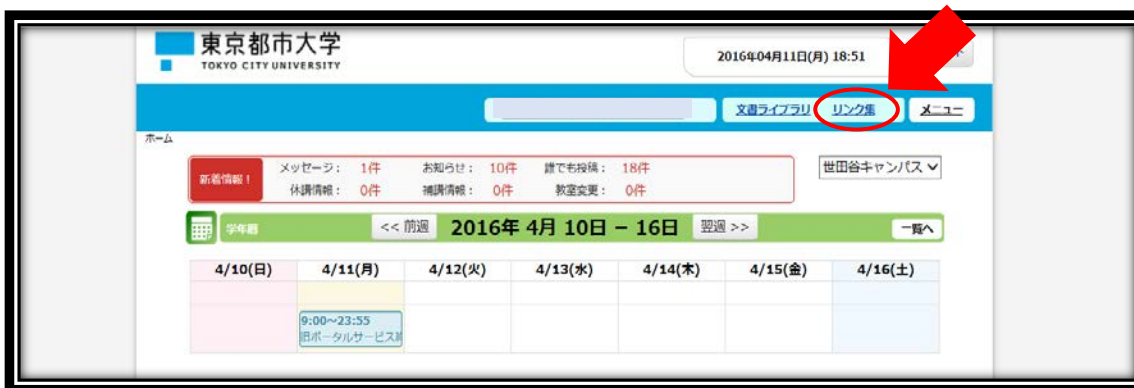 東京都市大学
TOKYO CITY UNIVERSITY
2016年04月11日(月) 18:51
文書ライブラリ リンク集 メニュー
ホーム
新着情報！
メッセージ： 1件 お知らせ： 10件 誰でも投稿： 18件
休講情報： 0件 補講情報： 0件 教室変更： 0件
世田谷キャンパス
学年暦 << 前週 2016年 4月 10日 − 16日 翌週 >> 一覧へ
4/10(日) 4/11(月) 4/12(火) 4/13(水) 4/14(木) 4/15(金) 4/16(土)
9:00～23:55
旧ポータルサービス